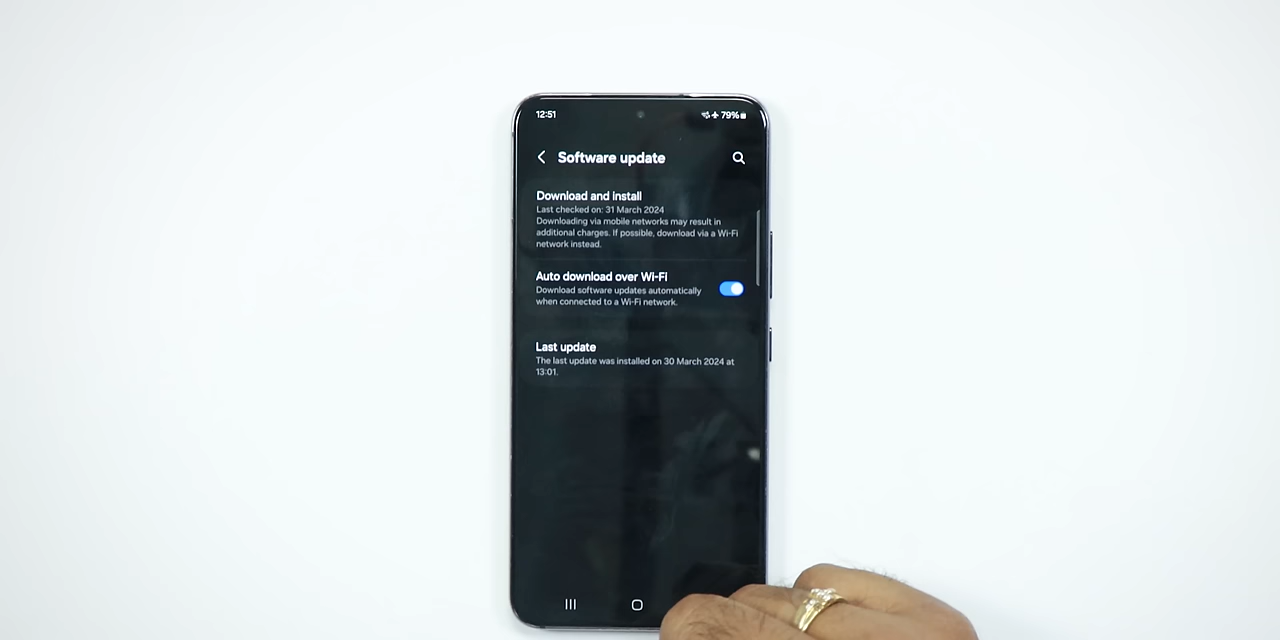 12:51
79%
Software update
Download and install
Last checked on: 31 March 2024
Downloading via mobile networks may result in
additional charges. If possible, download via a Wi-Fi
network instead.
Auto download over Wi-Fi
Download software updates automatically
when connected to a Wi-Fi network.
Last update
The last update was installed on 30 March 2024 at
13:01.